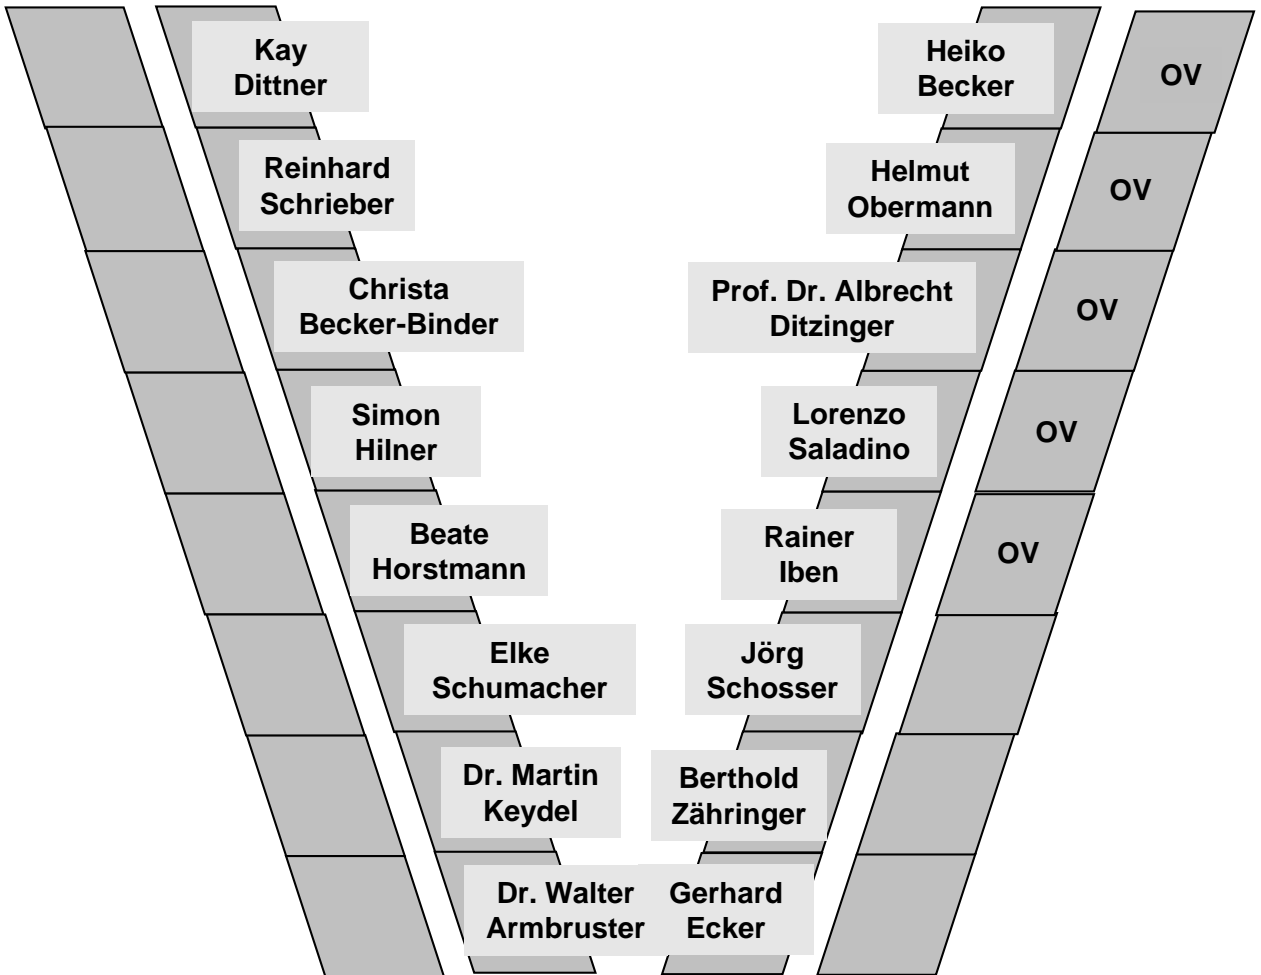 Kay
Dittner
Heiko
Becker
OV
Reinhard
Schrieber
Helmut
Obermann
OV
Christa
Becker-Binder
Prof. Dr. Albrecht
Ditzinger
OV
Simon
Hilner
Lorenzo
Saladino
OV
Beate
Horstmann
Rainer
Iben
OV
Elke
Schumacher
Jörg
Schosser
Dr. Martin
Keydel
Berthold
Zähringer
Dr. Walter
Armbruster
Gerhard
Ecker